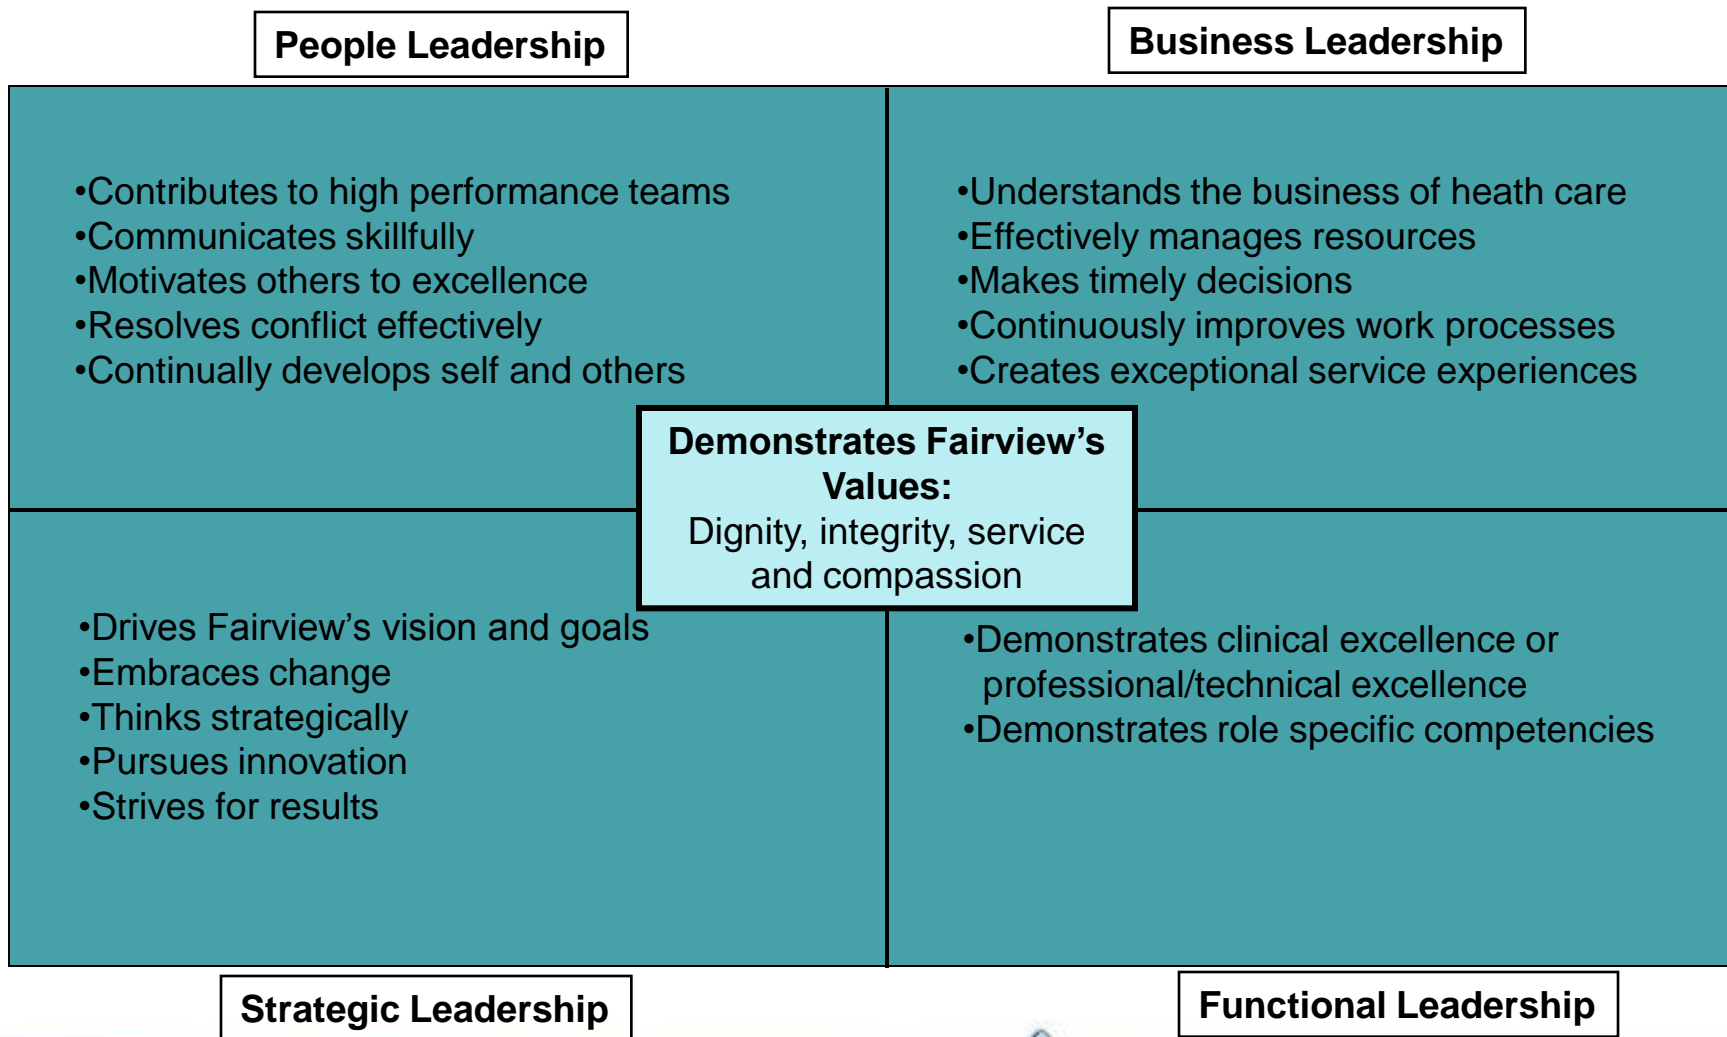 People Leadership
Business Leadership
•Contributes to high performance teams
•Communicates skillfully
•Motivates others to excellence
•Resolves conflict effectively
•Continually develops self and others
•Understands the business of heath care
•Effectively manages resources
•Makes timely decisions
•Continuously improves work processes
•Creates exceptional service experiences
Demonstrates Fairview’s
Values:
Dignity, integrity, service
and compassion
•Drives Fairview’s vision and goals
•Embraces change
•Thinks strategically
•Pursues innovation
•Strives for results
•Demonstrates clinical excellence or
professional/technical excellence
•Demonstrates role specific competencies
Strategic Leadership
Functional Leadership